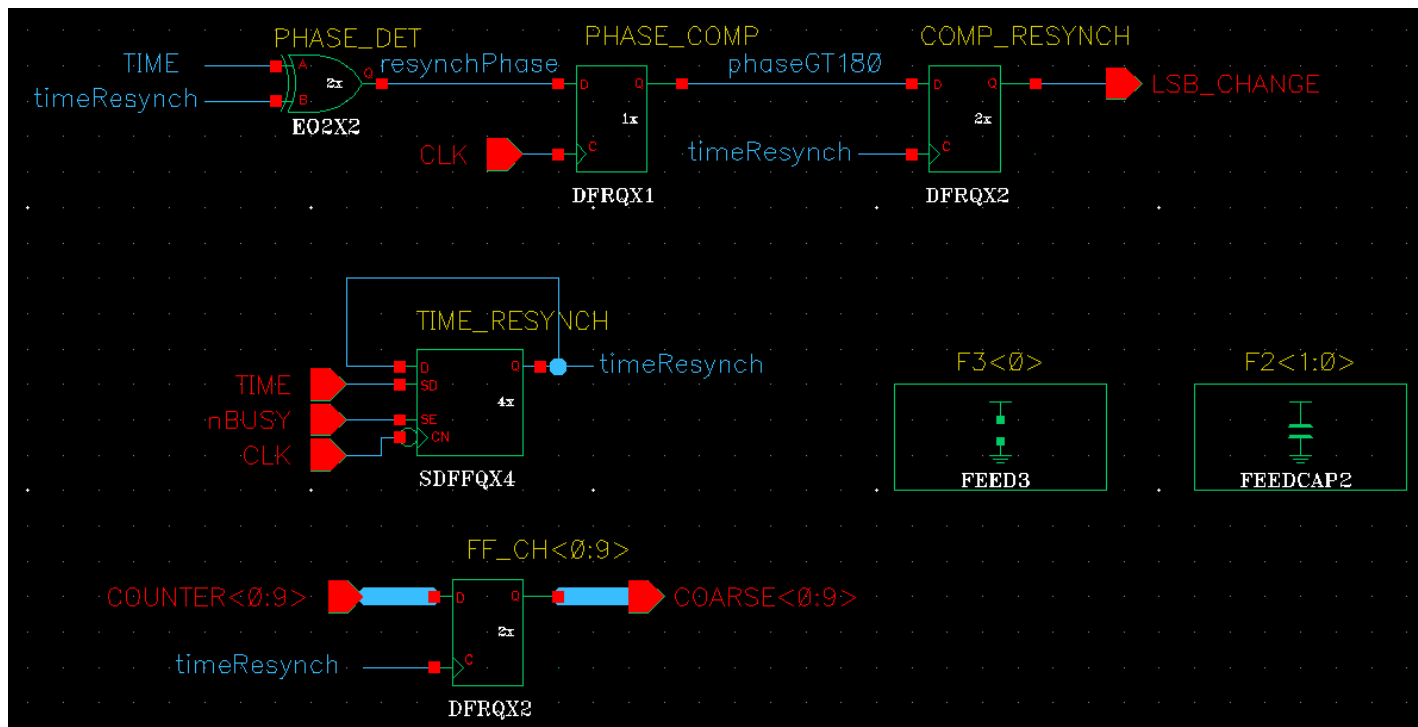 PHASE_DET
PHASE_COMP
COMP_RESYNCH
TIME
A
Q
resynchPhase
D
Q
phaseGT180
D
Q
LSB_CHANGE
2x
timeResynch
B
1x
2x
EO2X2
CLK
C
timeResynch
C
DFRQX1
DFRQX2
TIME_RESYNCH
D
Q
timeResynch
F3<0>
F2<1:0>
TIME
SD
4x
nBUSY
SE
CLK
CN
SDFFQX4
FEED3
FEEDCAP2
FF_CH<0:9>
COUNTER<0:9>
D
Q
COARSE<0:9>
2x
timeResynch
C
DFRQX2